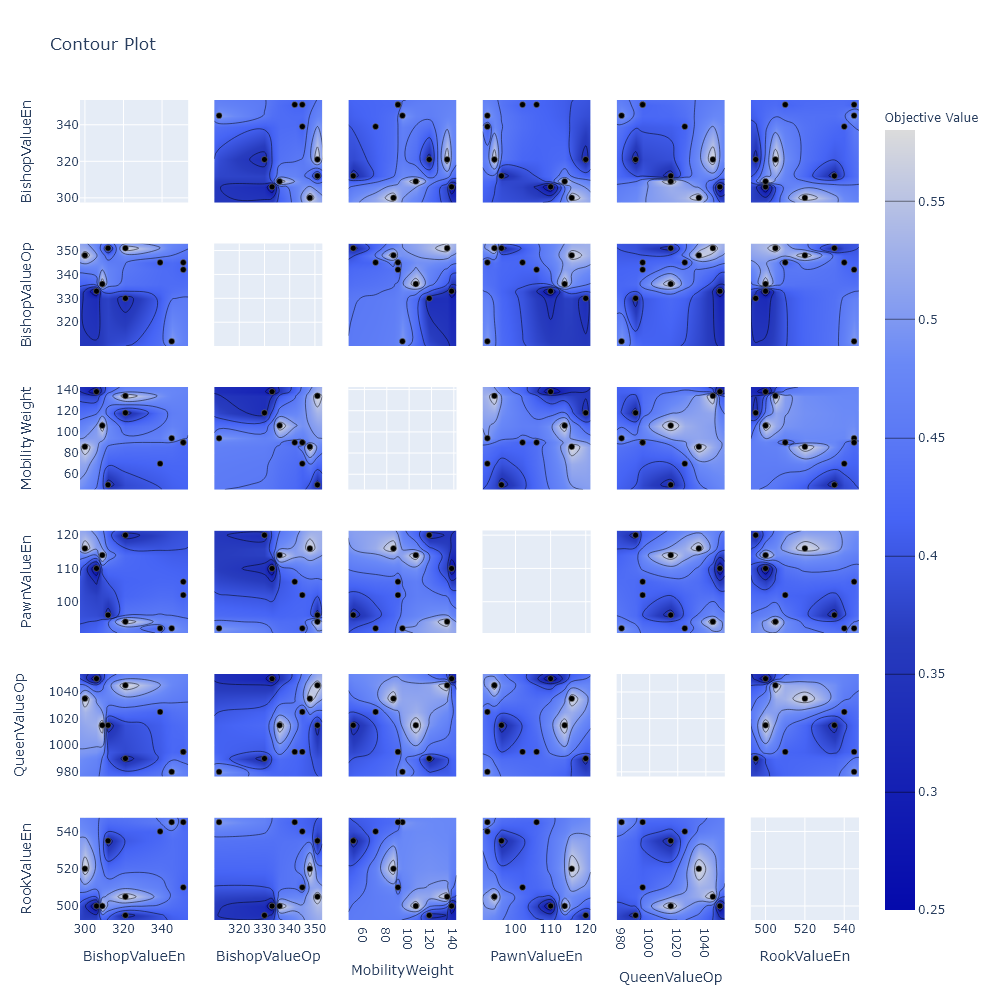 Contour Plot
Objective Value
BishopValueEn
340
320
300
BishopValueOp
350
340
330
320
MobilityWeight
140
120
100
80
60
PawnValueEn
120
110
100
QueenValueOp
1040
1020
1000
980
RookValueEn
540
520
500
0.55
0.5
0.45
0.4
0.35
0.3
0.25
300 320 340
320 330 340 350
60 80 100 120 140
100 110 120
980 1000 1020 1040
500 520 540
BishopValueEn
BishopValueOp
MobilityWeight
PawnValueEn
QueenValueOp
RookValueEn